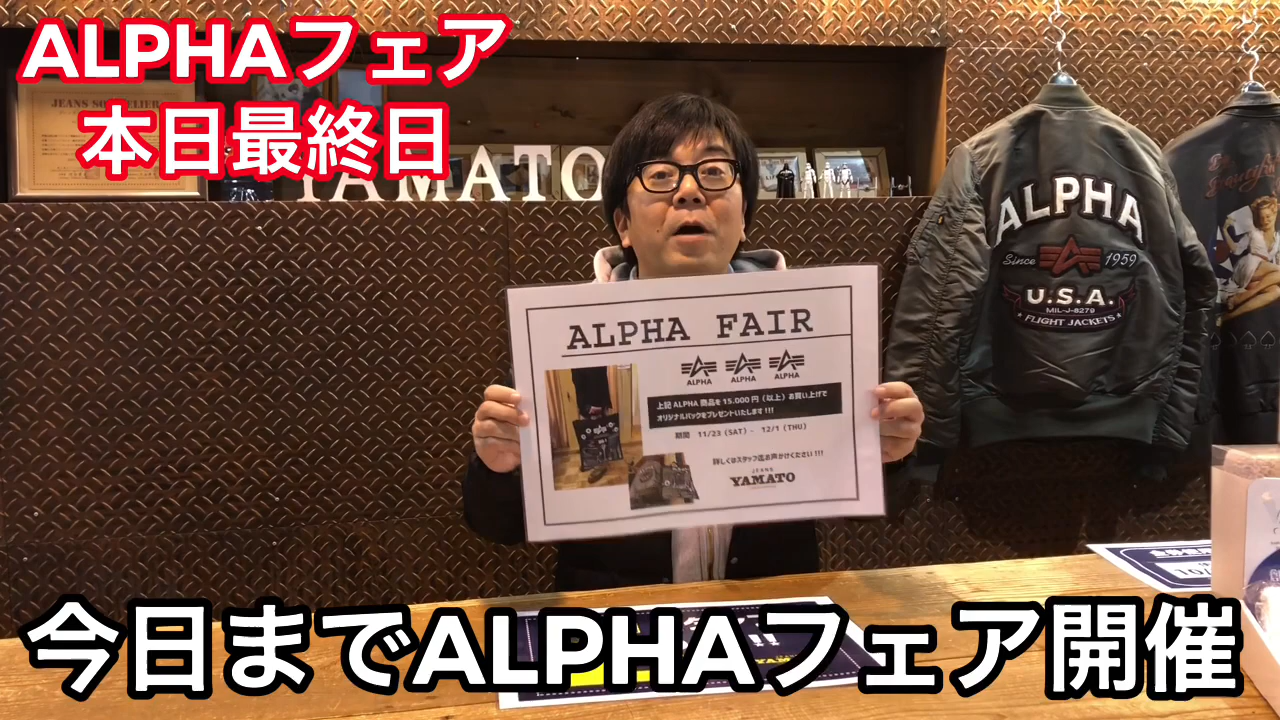 ALPHAフェア
本日最終日
JEANS SOMMELIER
YAMATO
ALPHA
Since 1959
U.S.A.
MIL-J-8279
★ FLIGHT JACKETS ★
ALPHA FAIR
ALPHA ALPHA ALPHA
上記 ALPHA 商品を 15.000 円（以上）お買い上げで
オリジナルバックをプレゼントいたします!!!
期間 11/23（SAT）- 12/1（THU）
詳しくはスタッフ迄お声かけください!!!
JEANS
YAMATO
今日までALPHAフェア開催